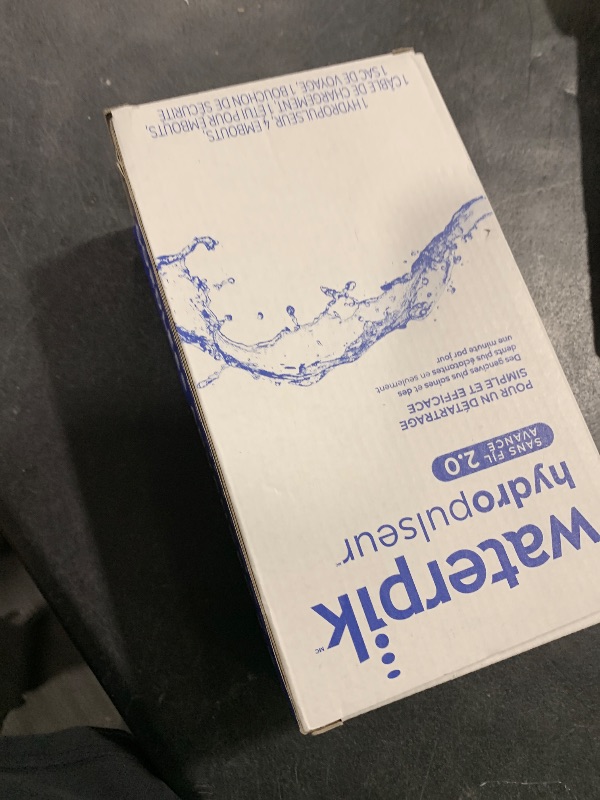 waterpik MC
hydropulseur™
SANS FIL
AVANCÉ 2.0
POUR UN DÉTARTRAGE
SIMPLE ET EFFICACE
Des gencives plus saines et des
dents plus éclatantes en seulement
une minute par jour
1 HYDROPULSEUR, 4 EMBOUTS,
1 CÂBLE DE CHARGEMENT, 1 ÉTUI POUR EMBOUTS,
1 SAC DE VOYAGE, 1 BOUCHON DE SÉCURITÉ